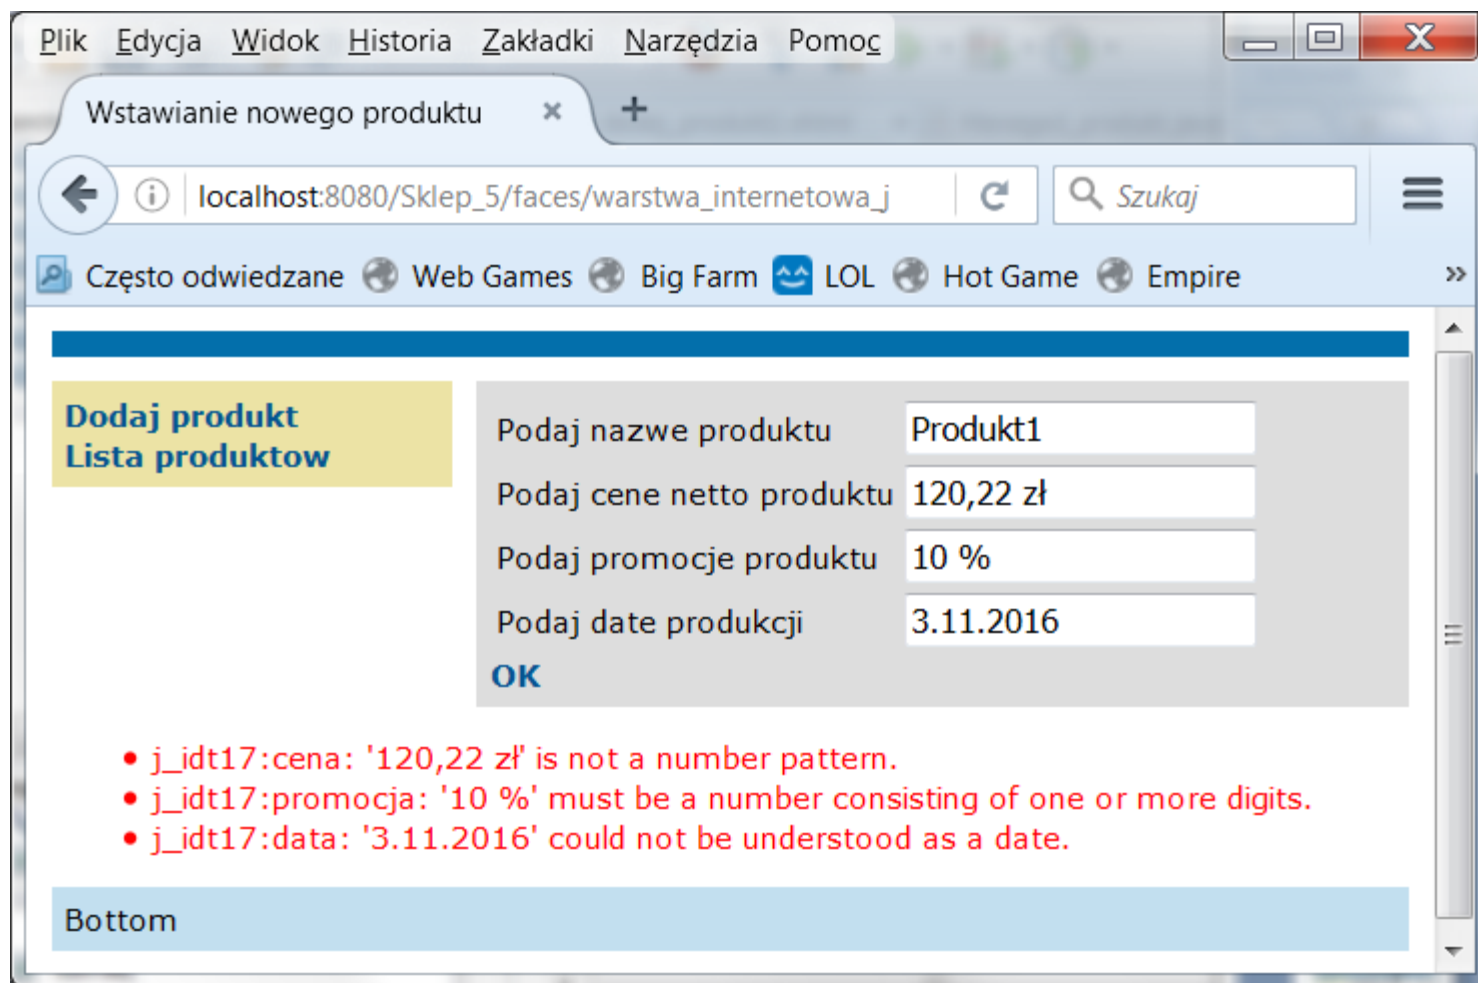 Plik Edycja Widok Historia Zakładki Narzędzia Pomoc
Wstawianie nowego produktu
localhost:8080/Sklep_5/faces/warstwa_internetowa_j
Szukaj
Często odwiedzane Web Games Big Farm LOL Hot Game Empire »
Dodaj produkt
Lista produktow
Podaj nazwe produktu Produkt1
Podaj cene netto produktu 120,22 zł
Podaj promocje produktu 10 %
Podaj date produkcji 3.11.2016
OK
• j_idt17:cena: '120,22 zł' is not a number pattern.
• j_idt17:promocja: '10 %' must be a number consisting of one or more digits.
• j_idt17:data: '3.11.2016' could not be understood as a date.
Bottom